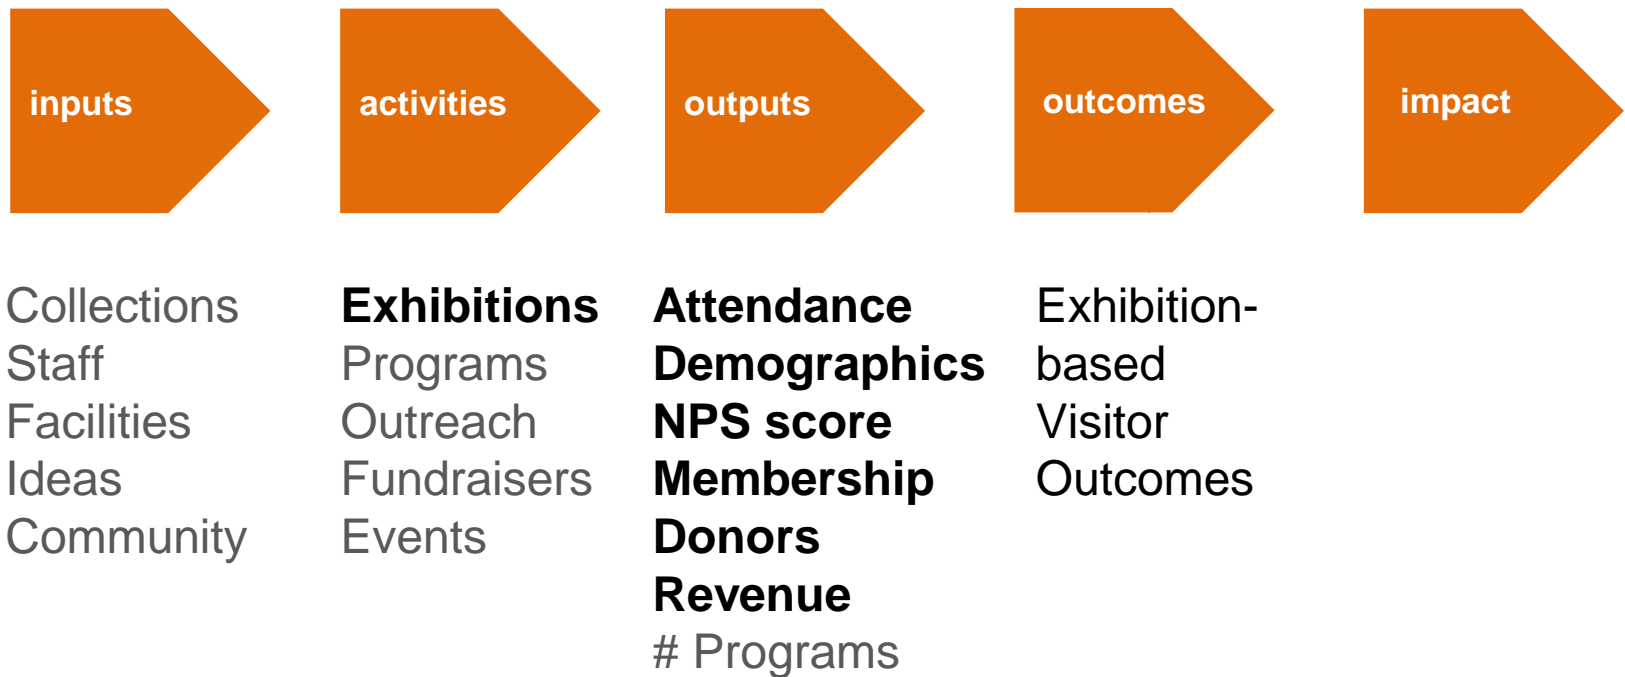 inputs
activities
outputs
outcomes
impact
Collections
Staff
Facilities
Ideas
Community
Exhibitions
Programs
Outreach
Fundraisers
Events
Attendance
Demographics
NPS score
Membership
Donors
Revenue
# Programs
Exhibition-
based
Visitor
Outcomes